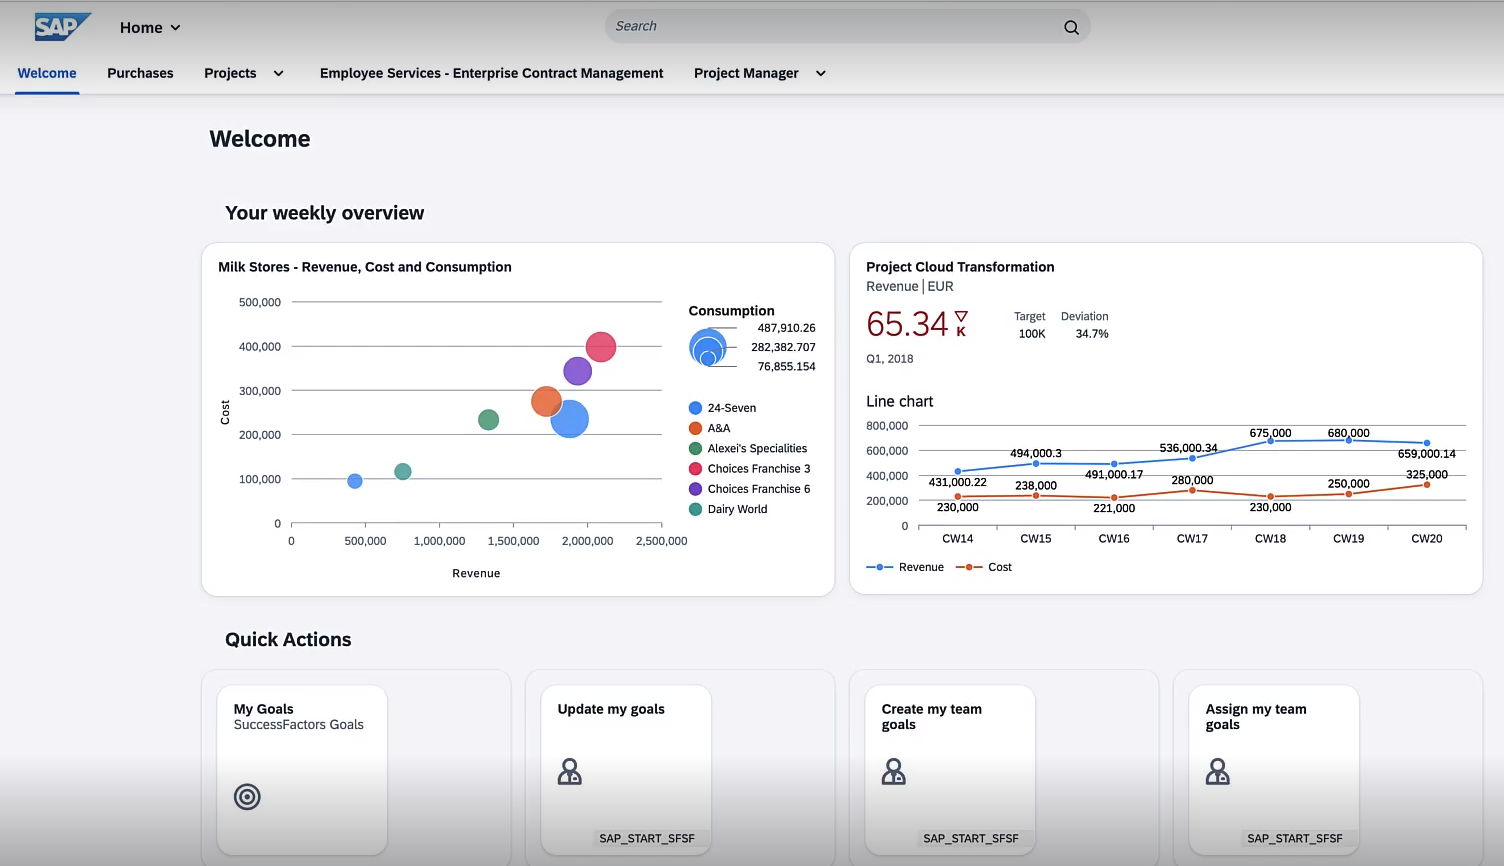 SAP
Home
Search
Welcome
Purchases
Projects
Employee Services - Enterprise Contract Management
Project Manager
Welcome
Your weekly overview
Milk Stores - Revenue, Cost and Consumption
500,000
400,000
300,000
200,000
100,000
0
Cost
0
500,000
1,000,000
1,500,000
2,000,000
2,500,000
Revenue
Consumption
487,910.26
282,382.707
76,855.154
24-Seven
A&A
Alexei's Specialities
Choices Franchise 3
Choices Franchise 6
Dairy World
Project Cloud Transformation
Revenue | EUR
65.34 K
Target
100K
Deviation
34.7%
Q1, 2018
Line chart
800,000
600,000
400,000
200,000
0
431,000.22
494,000.3
491,000.17
536,000.34
675,000
680,000
659,000.14
230,000
238,000
221,000
280,000
230,000
250,000
325,000
CW14
CW15
CW16
CW17
CW18
CW19
CW20
Revenue
Cost
Quick Actions
My Goals
SuccessFactors Goals
Update my goals
SAP_START_SFSF
Create my team
goals
SAP_START_SFSF
Assign my team
goals
SAP_START_SFSF